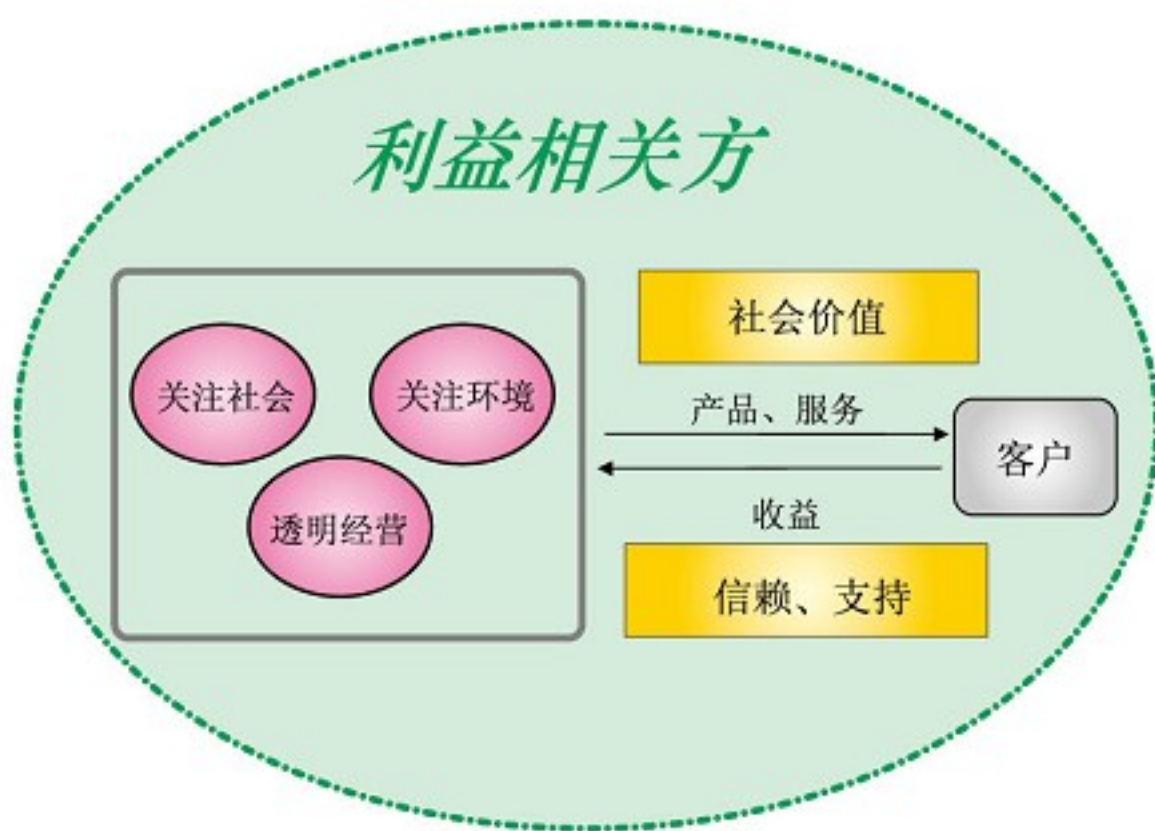 利益相关方
社会价值
关注社会
关注环境
产品、服务
客户
透明经营
收益
信赖、支持